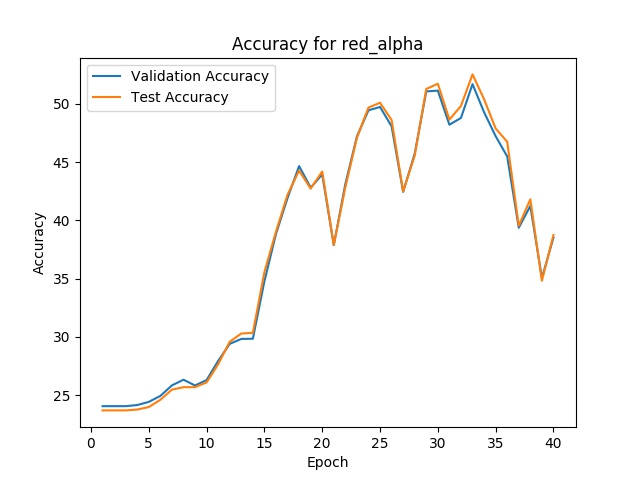 Accuracy for red_alpha
Validation Accuracy
Test Accuracy
50
45
40
35
30
25
Accuracy
0 5 10 15 20 25 30 35 40
Epoch